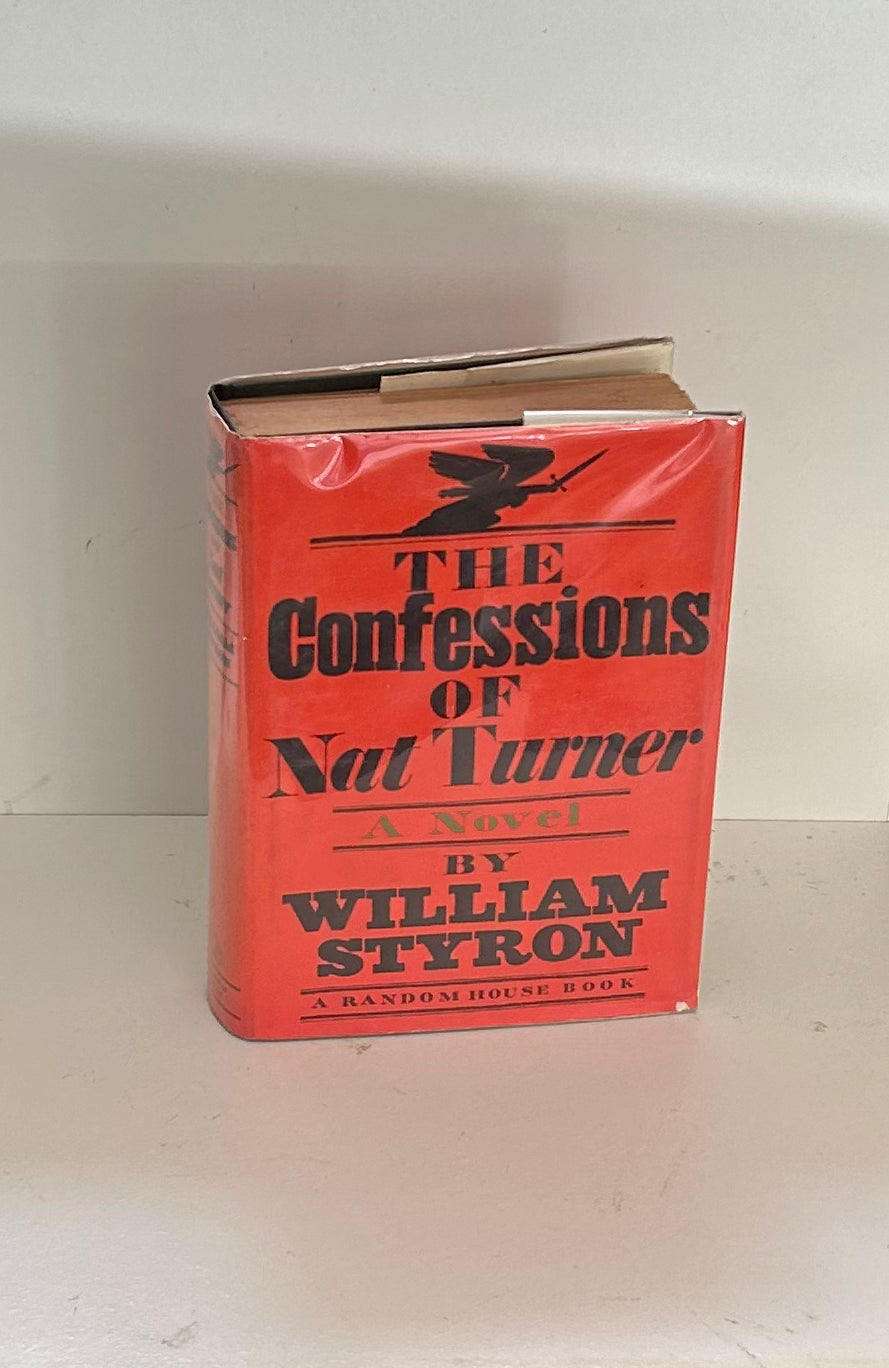 THE
Confessions
OF
Nat Turner
A Novel
BY
WILLIAM
STYRON
A RANDOM HOUSE BOOK